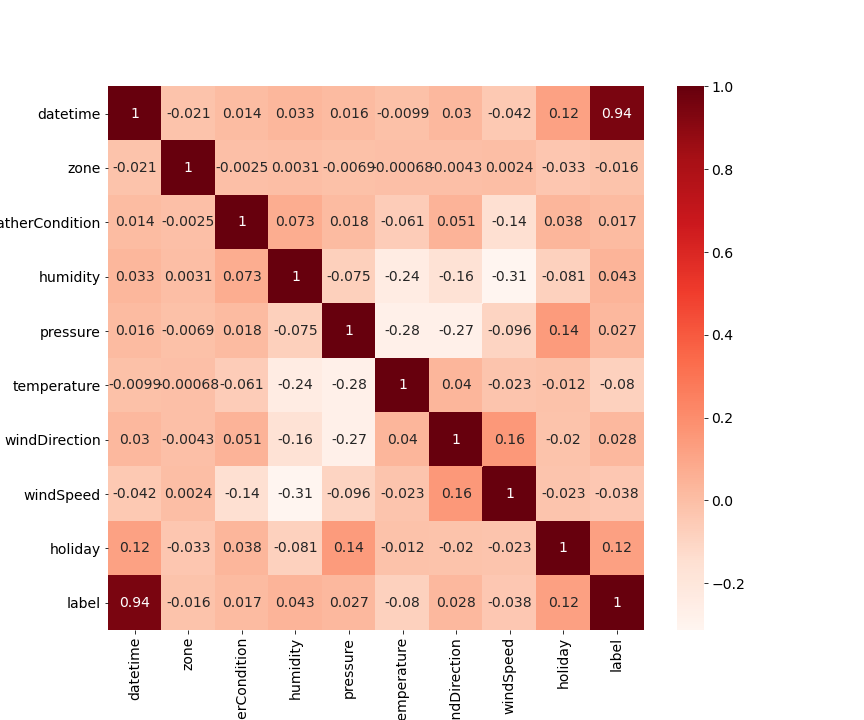 datetime 1 -0.021 0.014 0.033 0.016 -0.0099 0.03 -0.042 0.12 0.94
zone -0.021 1 -0.0025 0.0031 -0.0069 -0.00068 -0.0043 0.0024 -0.033 -0.016
atherCondition 0.014 -0.0025 1 0.073 0.018 -0.061 0.051 -0.14 0.038 0.017
humidity 0.033 0.0031 0.073 1 -0.075 -0.24 -0.16 -0.31 -0.081 0.043
pressure 0.016 -0.0069 0.018 -0.075 1 -0.28 -0.27 -0.096 0.14 0.027
temperature -0.0099 -0.00068 -0.061 -0.24 -0.28 1 0.04 -0.023 -0.012 -0.08
windDirection 0.03 -0.0043 0.051 -0.16 -0.27 0.04 1 0.16 -0.02 0.028
windSpeed -0.042 0.0024 -0.14 -0.31 -0.096 -0.023 0.16 1 -0.023 -0.038
holiday 0.12 -0.033 0.038 -0.081 0.14 -0.012 -0.02 -0.023 1 0.12
label 0.94 -0.016 0.017 0.043 0.027 -0.08 0.028 -0.038 0.12 1
datetime
zone
erCondition
humidity
pressure
emperature
ndDirection
windSpeed
holiday
label
1.0
0.8
0.6
0.4
0.2
0.0
−0.2